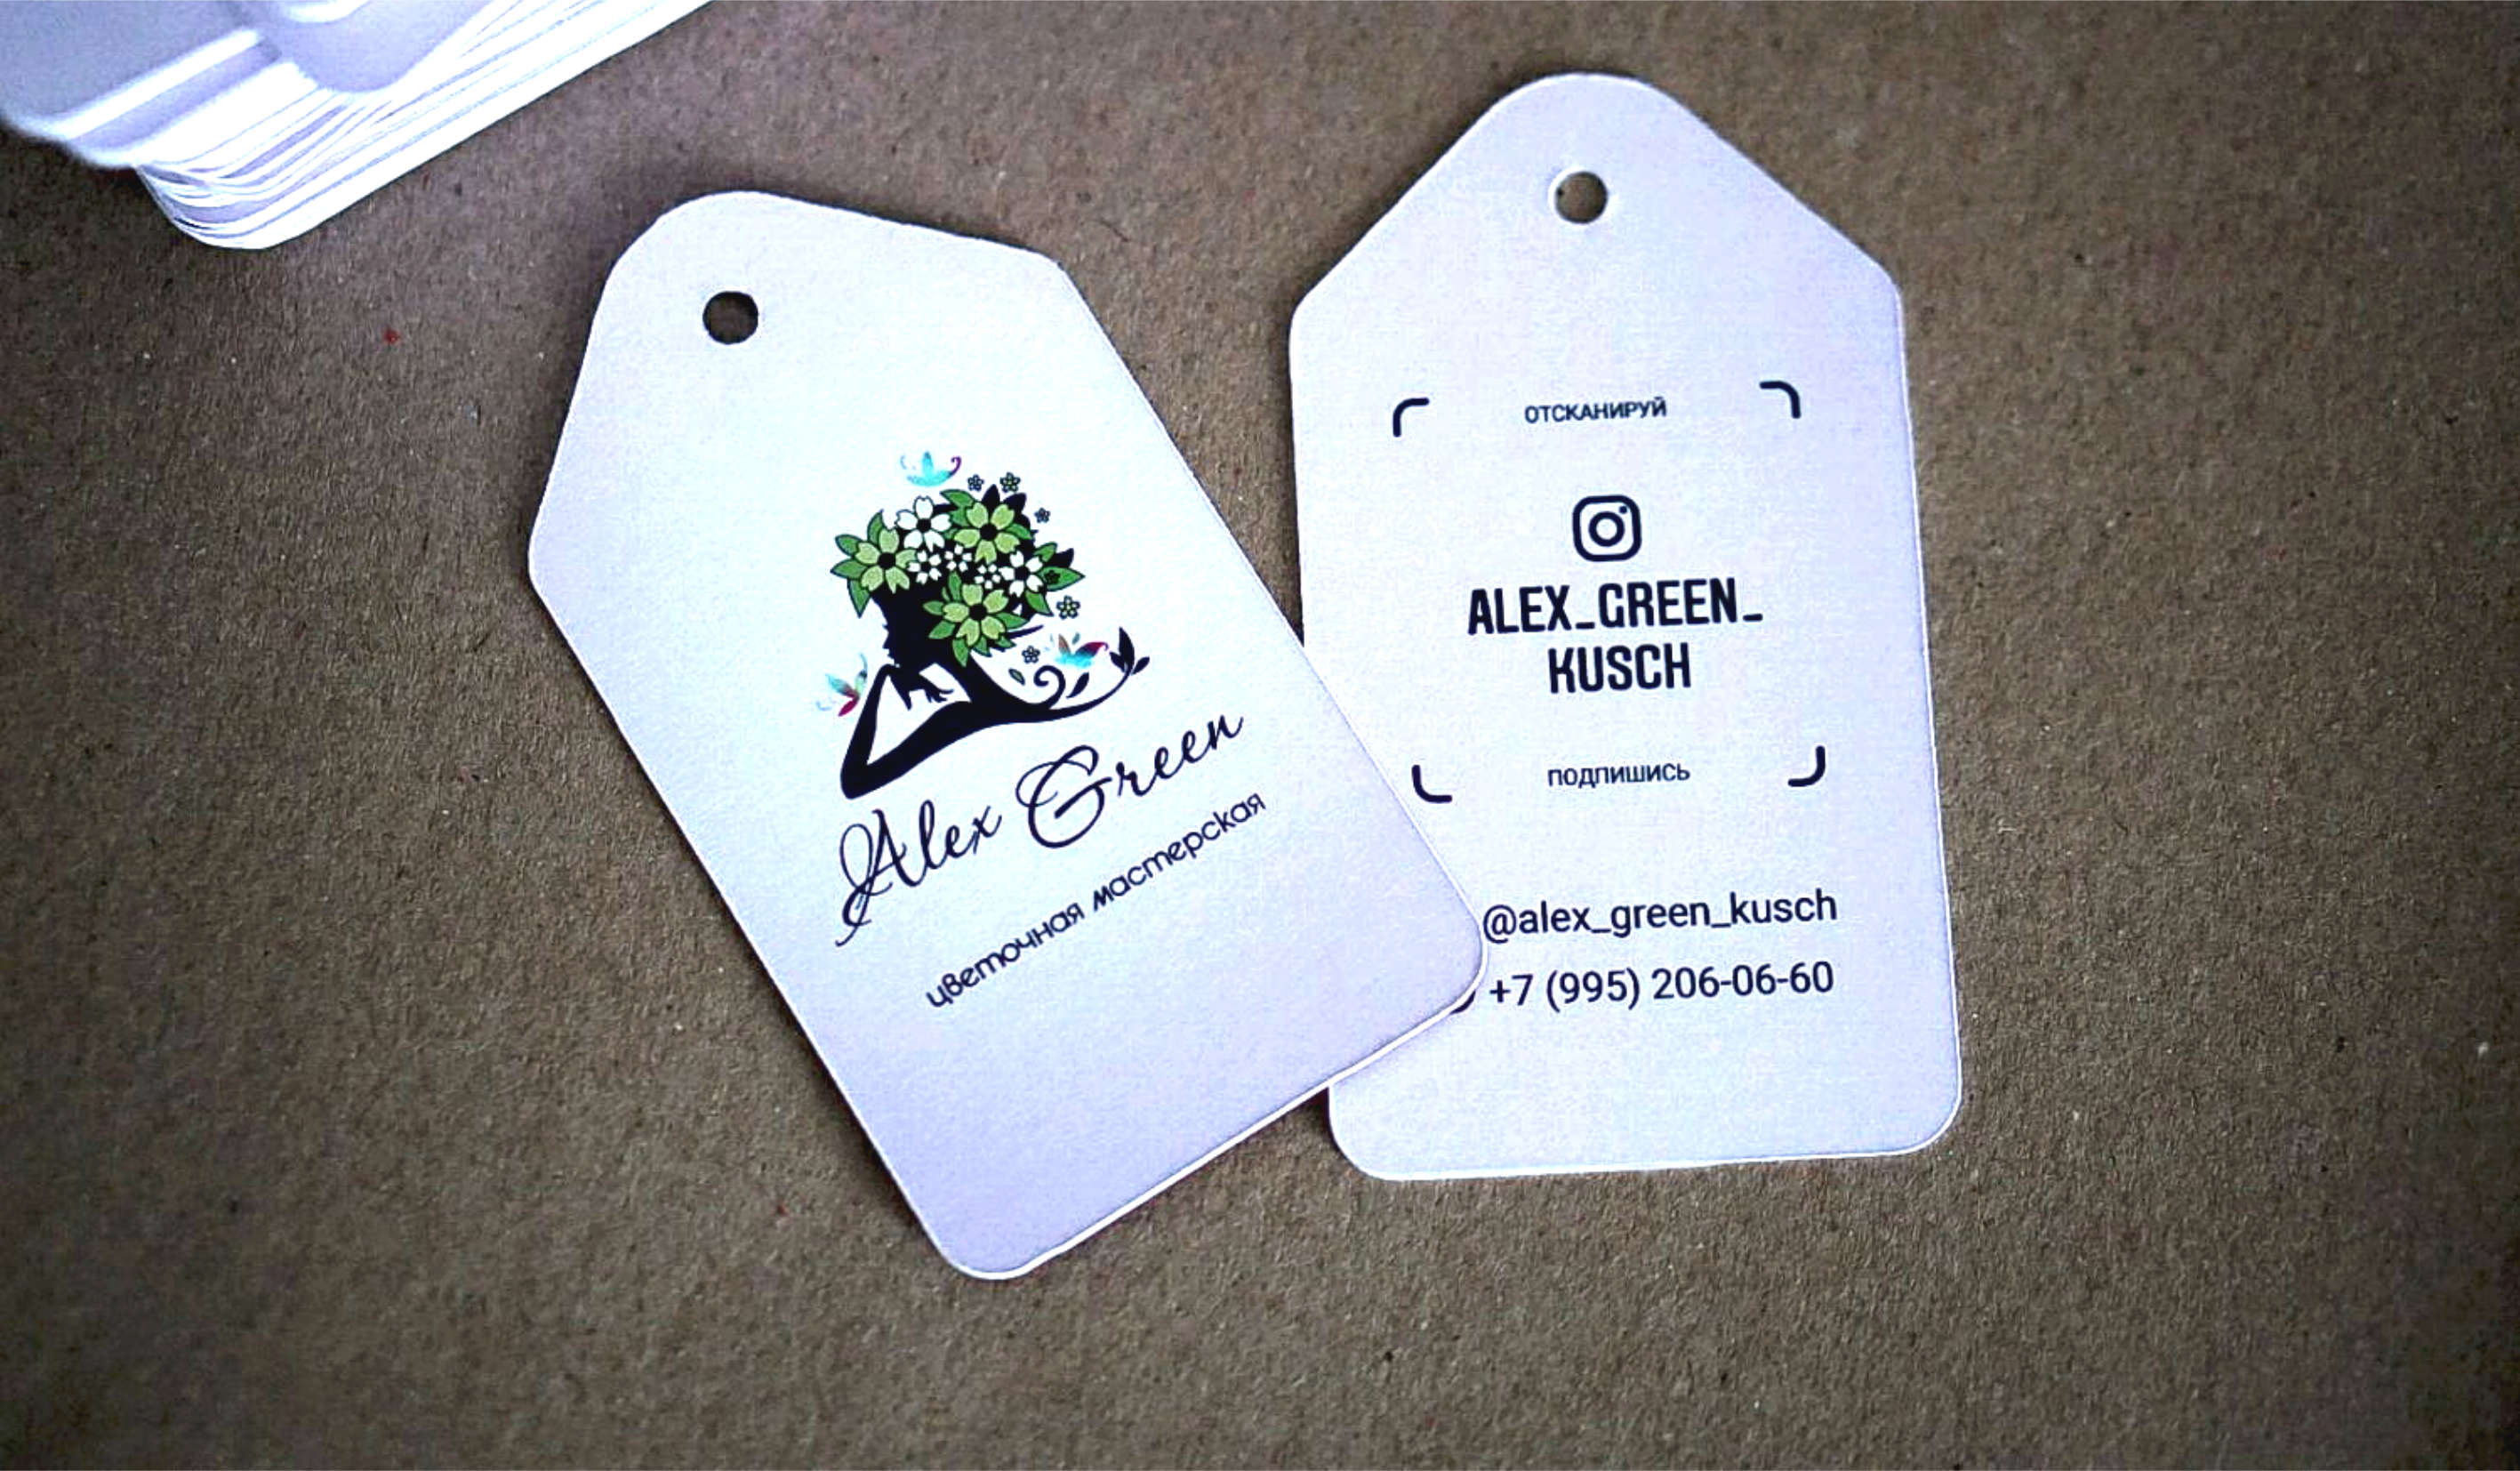 Alex Green
цветочная мастерская
ОТСКАНИРУЙ
ALEX_GREEN_
KUSCH
ПОДПИШИСЬ
@alex_green_kusch
+7 (995) 206-06-60